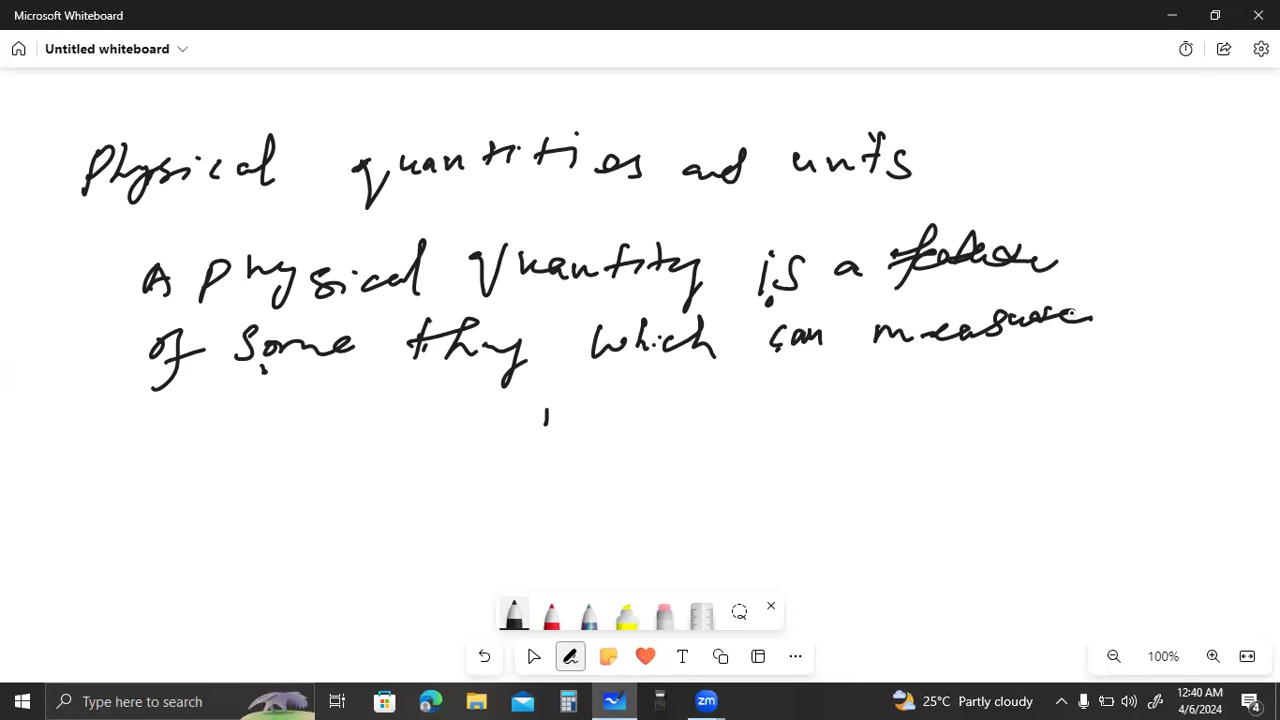 Microsoft Whiteboard
Untitled whiteboard
Physical quantities and units
A physical quantity is a
of some thing which can measure
100%
Type here to search
25°C Partly cloudy
12:40 AM
4/6/2024
4